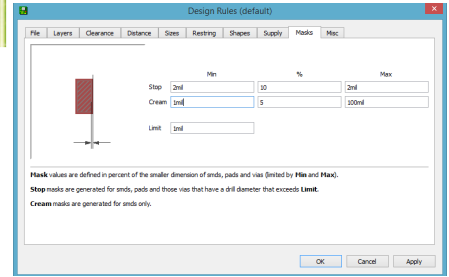 Design Rules (default)
File Layers Clearance Distance Sizes Restring Shapes Supply Masks Misc
Min % Max
Stop 2mil 10 2mil
Cream 1mil 5 100mil
Limit 1mil
Mask values are defined in percent of the smaller dimension of smds, pads and vias (limited by Min and Max).
Stop masks are generated for smds, pads and those vias that have a drill diameter that exceeds Limit.
Cream masks are generated for smds only.
OK Cancel Apply